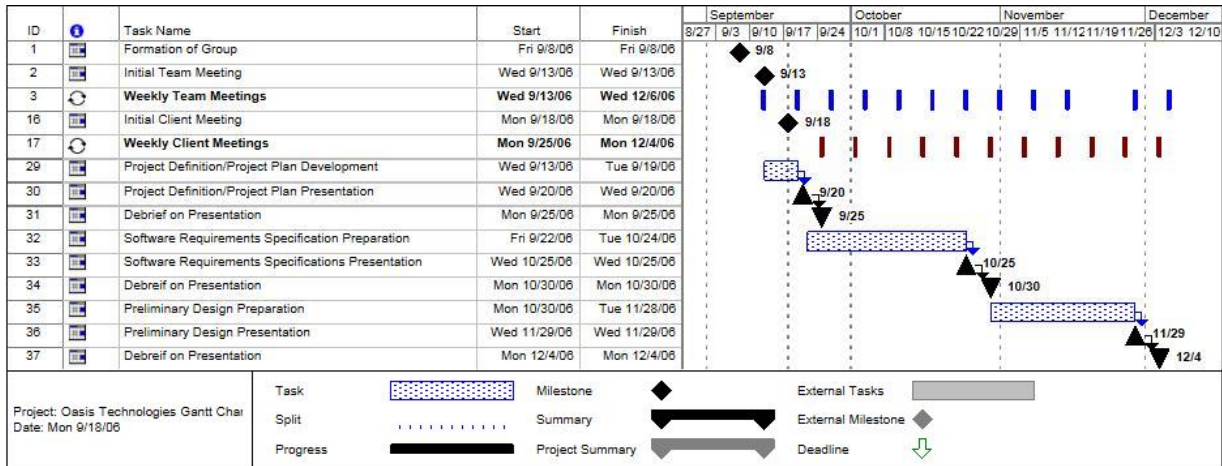 September October November December
ID Task Name Start Finish 8/27 9/3 9/10 9/17 9/24 10/1 10/8 10/15 10/22 10/29 11/5 11/12 11/19 11/26 12/3 12/10
1 Formation of Group Fri 9/8/06 Fri 9/8/06 9/8
2 Initial Team Meeting Wed 9/13/06 Wed 9/13/06 9/13
3 Weekly Team Meetings Wed 9/13/06 Wed 12/6/06
16 Initial Client Meeting Mon 9/18/06 Mon 9/18/06 9/18
17 Weekly Client Meetings Mon 9/25/06 Mon 12/4/06
29 Project Definition/Project Plan Development Wed 9/13/06 Tue 9/19/06
30 Project Definition/Project Plan Presentation Wed 9/20/06 Wed 9/20/06 9/20
31 Debrief on Presentation Mon 9/25/06 Mon 9/25/06 9/25
32 Software Requirements Specification Preparation Fri 9/22/06 Tue 10/24/06
33 Software Requirements Specifications Presentation Wed 10/25/06 Wed 10/25/06 10/25
34 Debreif on Presentation Mon 10/30/06 Mon 10/30/06 10/30
35 Preliminary Design Preparation Mon 10/30/06 Tue 11/28/06
36 Preliminary Design Presentation Wed 11/29/06 Wed 11/29/06 11/29
37 Debreif on Presentation Mon 12/4/06 Mon 12/4/06 12/4
Project: Oasis Technologies Gantt Char
Date: Mon 9/18/06
Task Milestone External Tasks
Split Summary External Milestone
Progress Project Summary Deadline